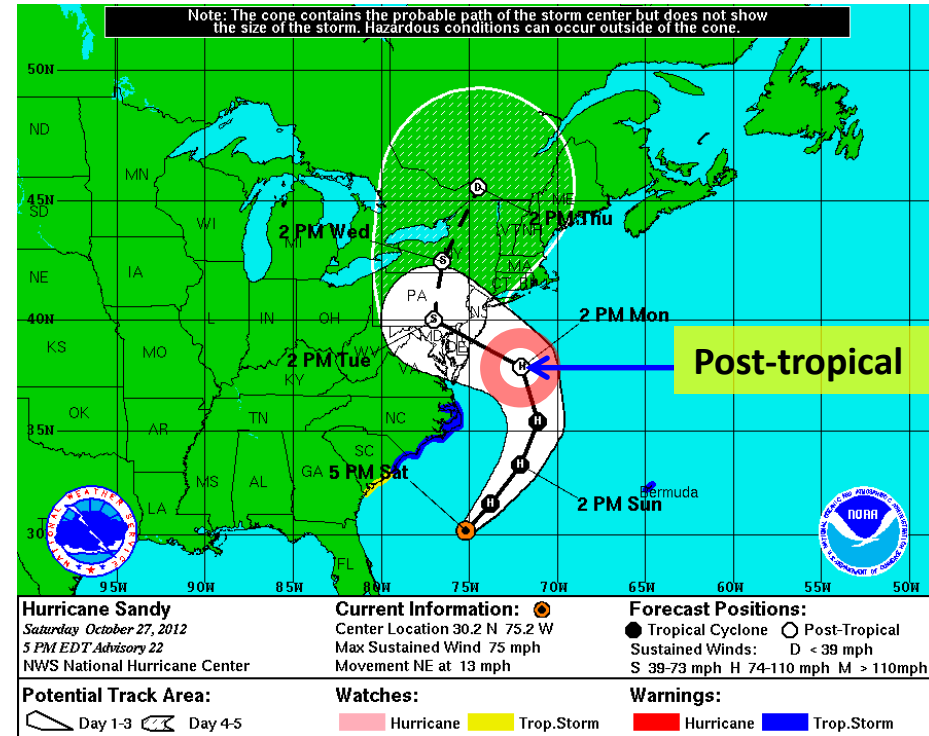 Note: The cone contains the probable path of the storm center but does not show
the size of the storm. Hazardous conditions can occur outside of the cone.
50N
ND
MN
45N
SD
WI
MI
2 PM Wed
D
2 PM Thu
ME
VT
NH
S
NY
MA
CT
RI
NE
IA
PA
NJ
40N
IL
IN
OH
S
2 PM Mon
MD
DE
WV
VA
2 PM Tue
H
Post-tropical
KS
MO
KY
OK
TN
NC
35N
AR
H
SC
5 PM Sat
H
MS
AL
GA
2 PM Sun
Bermuda
LA
H
30N
NATIONAL WEATHER SERVICE
NOAA
FL
95W 90W 85W 80W 75W 70W 65W 60W 55W 50W
Hurricane Sandy
Saturday October 27, 2012
5 PM EDT Advisory 22
NWS National Hurricane Center
Current Information:
Center Location 30.2 N 75.2 W
Max Sustained Wind 75 mph
Movement NE at 13 mph
Forecast Positions:
Tropical Cyclone Post-Tropical
Sustained Winds: D < 39 mph
S 39-73 mph H 74-110 mph M > 110mph
Potential Track Area:
Day 1-3 Day 4-5
Watches:
Hurricane Trop.Storm
Warnings:
Hurricane Trop.Storm